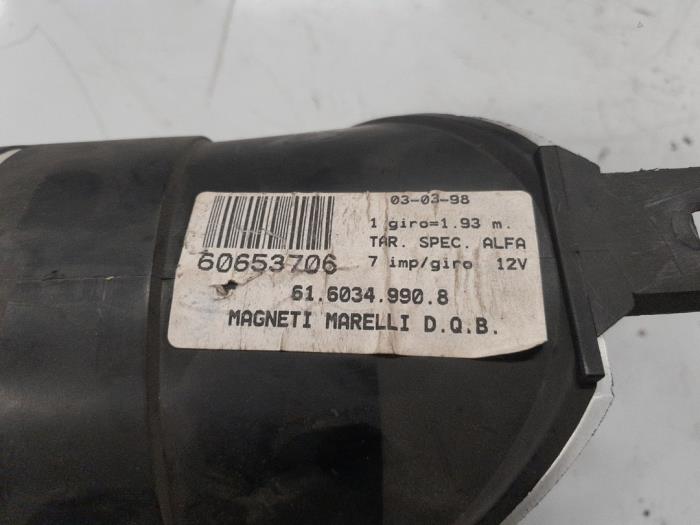 03-03-98
1 giro=1.93 m.
TAR. SPEC. ALFA
60653706
7 imp/giro 12V
61.6034.990.8
MAGNETI MARELLI D.Q.B.